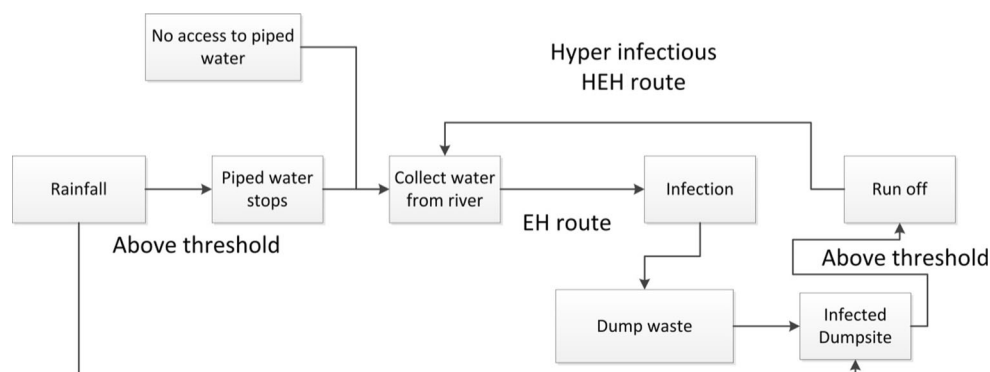 No access to piped
water
Hyper infectious
HEH route
Rainfall
Piped water
stops
Collect water
from river
Infection
Run off
Above threshold
EH route
Above threshold
Dump waste
Infected
Dumpsite